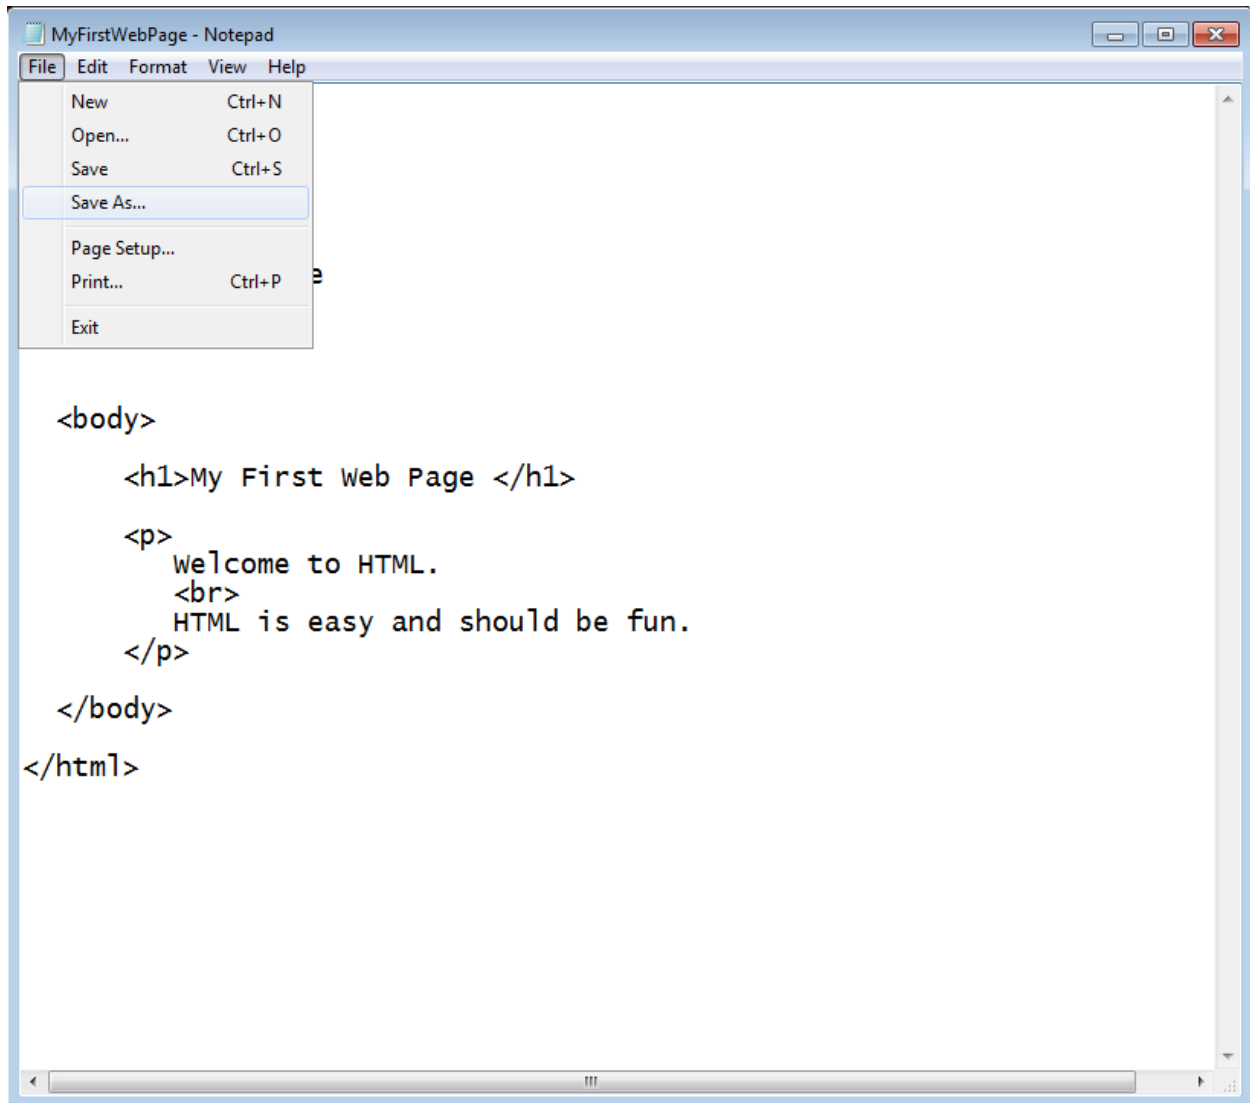 MyFirstWebPage - Notepad
File Edit Format View Help
New Ctrl+N
Open... Ctrl+O
Save Ctrl+S
Save As...
Page Setup...
Print... Ctrl+P
Exit
<body>
<h1>My First Web Page </h1>
<p>
Welcome to HTML.
<br>
HTML is easy and should be fun.
</p>
</body>
</html>